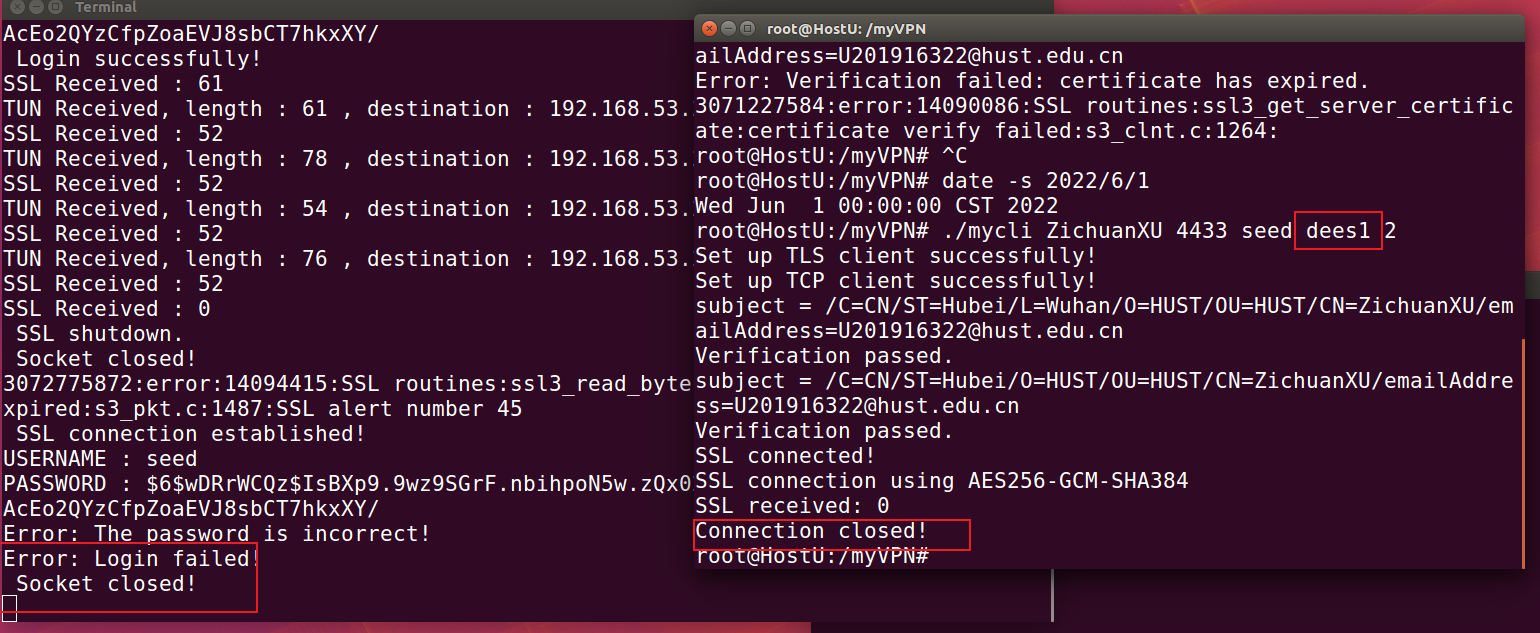 Terminal
AcEo2QYzCfpZoaEVJ8sbCT7hkxXY/
Login successfully!
SSL Received : 61
TUN Received, length : 61 , destination : 192.168.53.
SSL Received : 52
TUN Received, length : 78 , destination : 192.168.53.
SSL Received : 52
TUN Received, length : 54 , destination : 192.168.53.
SSL Received : 52
TUN Received, length : 76 , destination : 192.168.53.
SSL Received : 52
SSL Received : 0
SSL shutdown.
Socket closed!
3072775872:error:14094415:SSL routines:ssl3_read_byte
xpired:s3_pkt.c:1487:SSL alert number 45
SSL connection established!
USERNAME : seed
PASSWORD : $6$wDRrWCQz$IsBXp9.9wz9SGrF.nbihpoN5w.zQx0
AcEo2QYzCfpZoaEVJ8sbCT7hkxXY/
Error: The password is incorrect!
Error: Login failed!
Socket closed!
root@HostU: /myVPN
ailAddress=U201916322@hust.edu.cn
Error: Verification failed: certificate has expired.
3071227584:error:14090086:SSL routines:ssl3_get_server_certific
ate:certificate verify failed:s3_clnt.c:1264:
root@HostU:/myVPN# ^C
root@HostU:/myVPN# date -s 2022/6/1
Wed Jun  1 00:00:00 CST 2022
root@HostU:/myVPN# ./mycli ZichuanXU 4433 seed dees1 2
Set up TLS client successfully!
Set up TCP client successfully!
subject = /C=CN/ST=Hubei/L=Wuhan/O=HUST/OU=HUST/CN=ZichuanXU/em
ailAddress=U201916322@hust.edu.cn
Verification passed.
subject = /C=CN/ST=Hubei/O=HUST/OU=HUST/CN=ZichuanXU/emailAddre
ss=U201916322@hust.edu.cn
Verification passed.
SSL connected!
SSL connection using AES256-GCM-SHA384
SSL received: 0
Connection closed!
root@HostU:/myVPN#